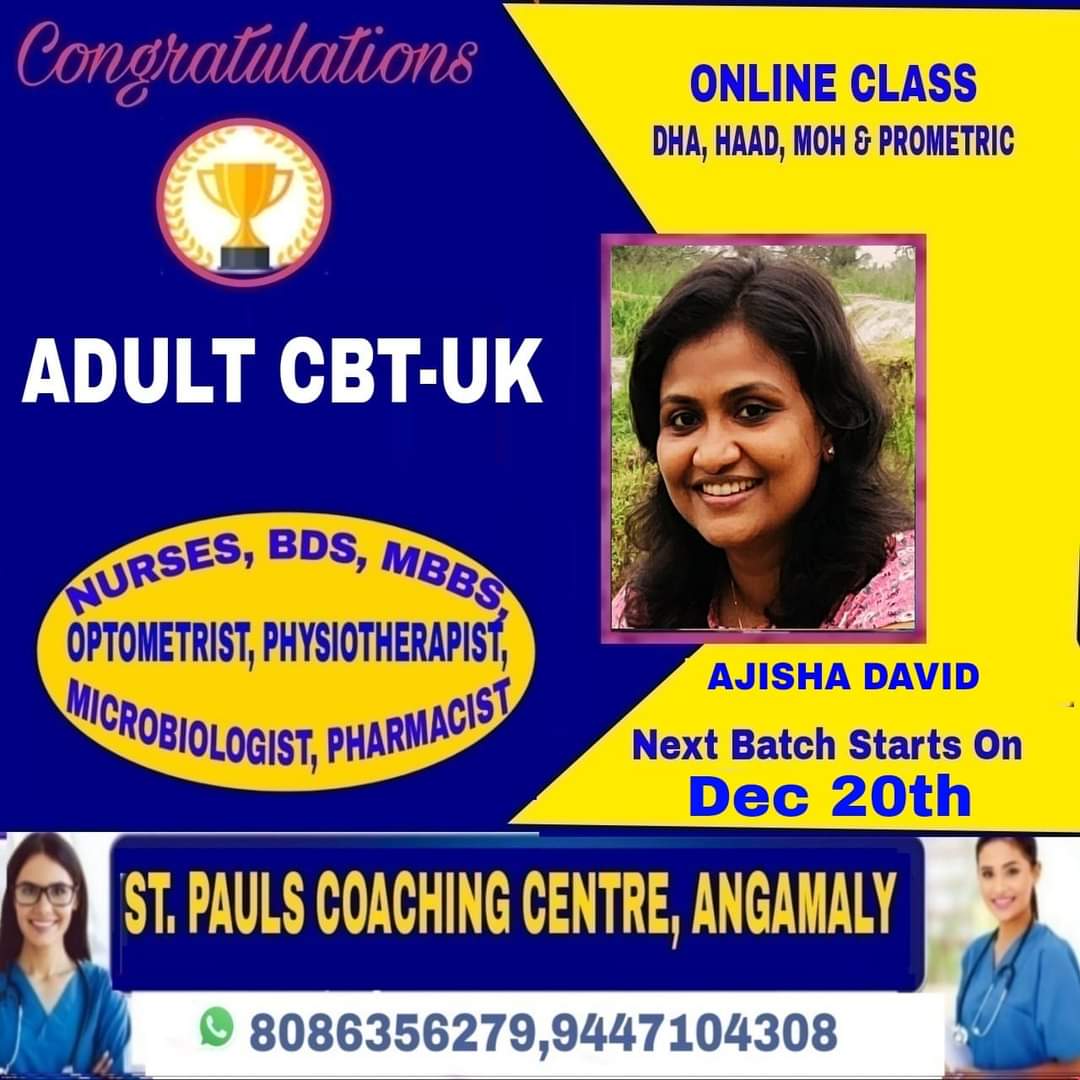 Congratulations
ONLINE CLASS
DHA, HAAD, MOH & PROMETRIC
ADULT CBT-UK
NURSES, BDS, MBBS,
OPTOMETRIST, PHYSIOTHERAPIST,
MICROBIOLOGIST, PHARMACIST
AJISHA DAVID
Next Batch Starts On
Dec 20th
ST. PAULS COACHING CENTRE, ANGAMALY
8086356279,9447104308